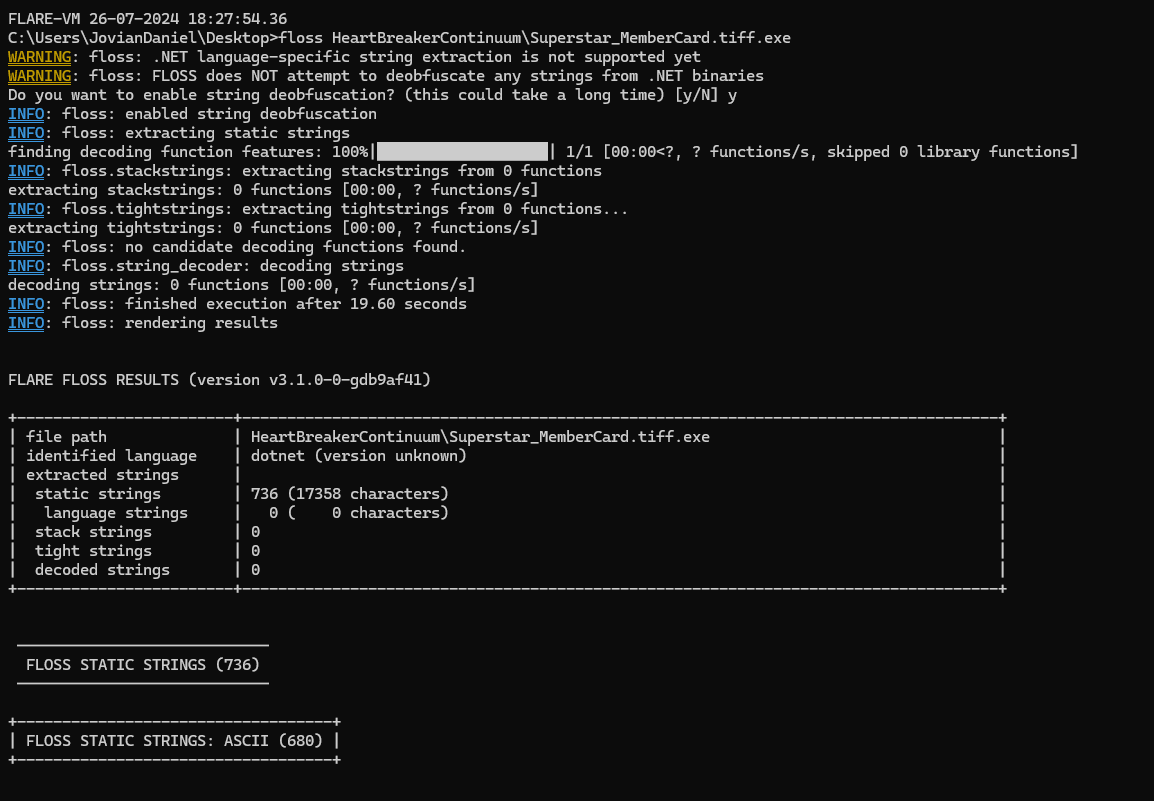 FLARE-VM 26-07-2024 18:27:54.36
C:\Users\JovianDaniel\Desktop>floss HeartBreakerContinuum\Superstar_MemberCard.tiff.exe
WARNING: floss: .NET language-specific string extraction is not supported yet
WARNING: floss: FLOSS does NOT attempt to deobfuscate any strings from .NET binaries
Do you want to enable string deobfuscation? (this could take a long time) [y/N] y
INFO: floss: enabled string deobfuscation
INFO: floss: extracting static strings
finding decoding function features: 100%|███████████████████| 1/1 [00:00<?, ? functions/s, skipped 0 library functions]
INFO: floss.stackstrings: extracting stackstrings from 0 functions
extracting stackstrings: 0 functions [00:00, ? functions/s]
INFO: floss.tightstrings: extracting tightstrings from 0 functions...
extracting tightstrings: 0 functions [00:00, ? functions/s]
INFO: floss: no candidate decoding functions found.
INFO: floss.string_decoder: decoding strings
decoding strings: 0 functions [00:00, ? functions/s]
INFO: floss: finished execution after 19.60 seconds
INFO: floss: rendering results
FLARE FLOSS RESULTS (version v3.1.0-0-gdb9af41)
+------------------------+------------------------------------------------------------------------------------+
| file path | HeartBreakerContinuum\Superstar_MemberCard.tiff.exe |
| identified language | dotnet (version unknown) |
| extracted strings | |
| static strings | 736 (17358 characters) |
| language strings | 0 ( 0 characters) |
| stack strings | 0 |
| tight strings | 0 |
| decoded strings | 0 |
+------------------------+------------------------------------------------------------------------------------+
────────────────────────────
FLOSS STATIC STRINGS (736)
────────────────────────────
+-----------------------------------+
| FLOSS STATIC STRINGS: ASCII (680) |
+-----------------------------------+